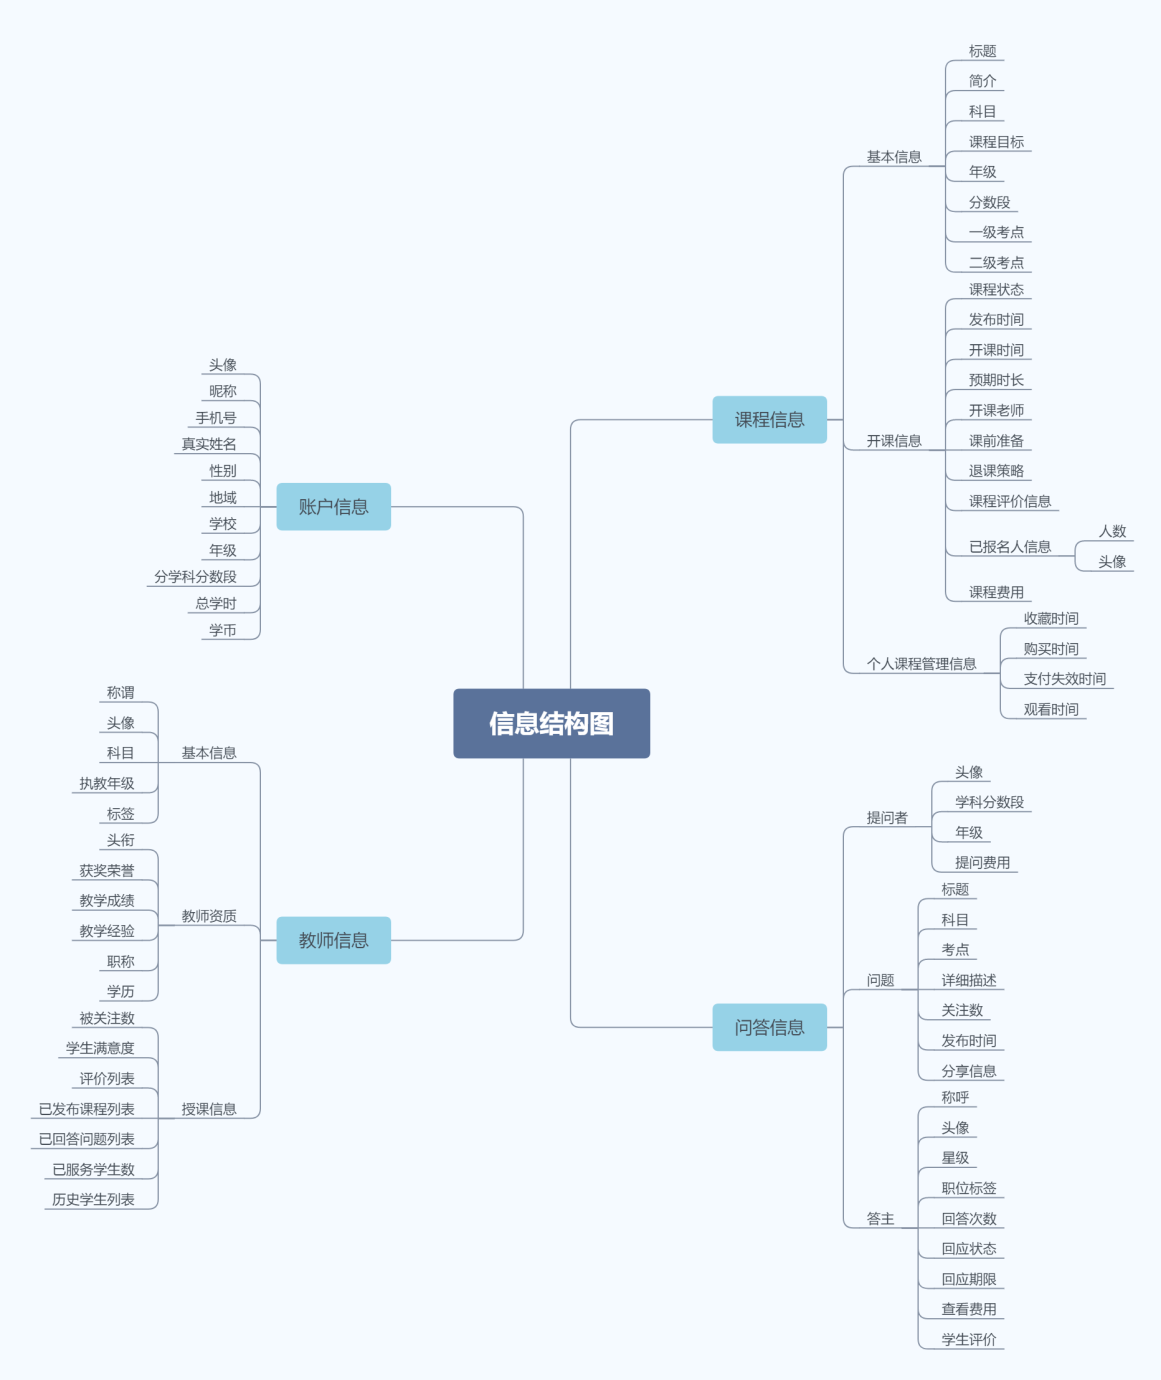 信息结构图
课程信息
基本信息
标题
简介
科目
课程目标
年级
分数段
一级考点
二级考点
开课信息
课程状态
发布时间
开课时间
预期时长
开课老师
课前准备
退课策略
课程评价信息
已报名人信息
人数
头像
课程费用
个人课程管理信息
收藏时间
购买时间
支付失效时间
观看时间
问答信息
提问者
头像
学科分数段
年级
提问费用
问题
标题
科目
考点
详细描述
关注数
发布时间
分享信息
答主
称呼
头像
星级
职位标签
回答次数
回应状态
回应期限
查看费用
学生评价
账户信息
头像
昵称
手机号
真实姓名
性别
地域
学校
年级
分学科分数段
总学时
学币
教师信息
基本信息
称谓
头像
科目
执教年级
标签
教师资质
头衔
获奖荣誉
教学成绩
教学经验
职称
学历
授课信息
被关注数
学生满意度
评价列表
已发布课程列表
已回答问题列表
已服务学生数
历史学生列表